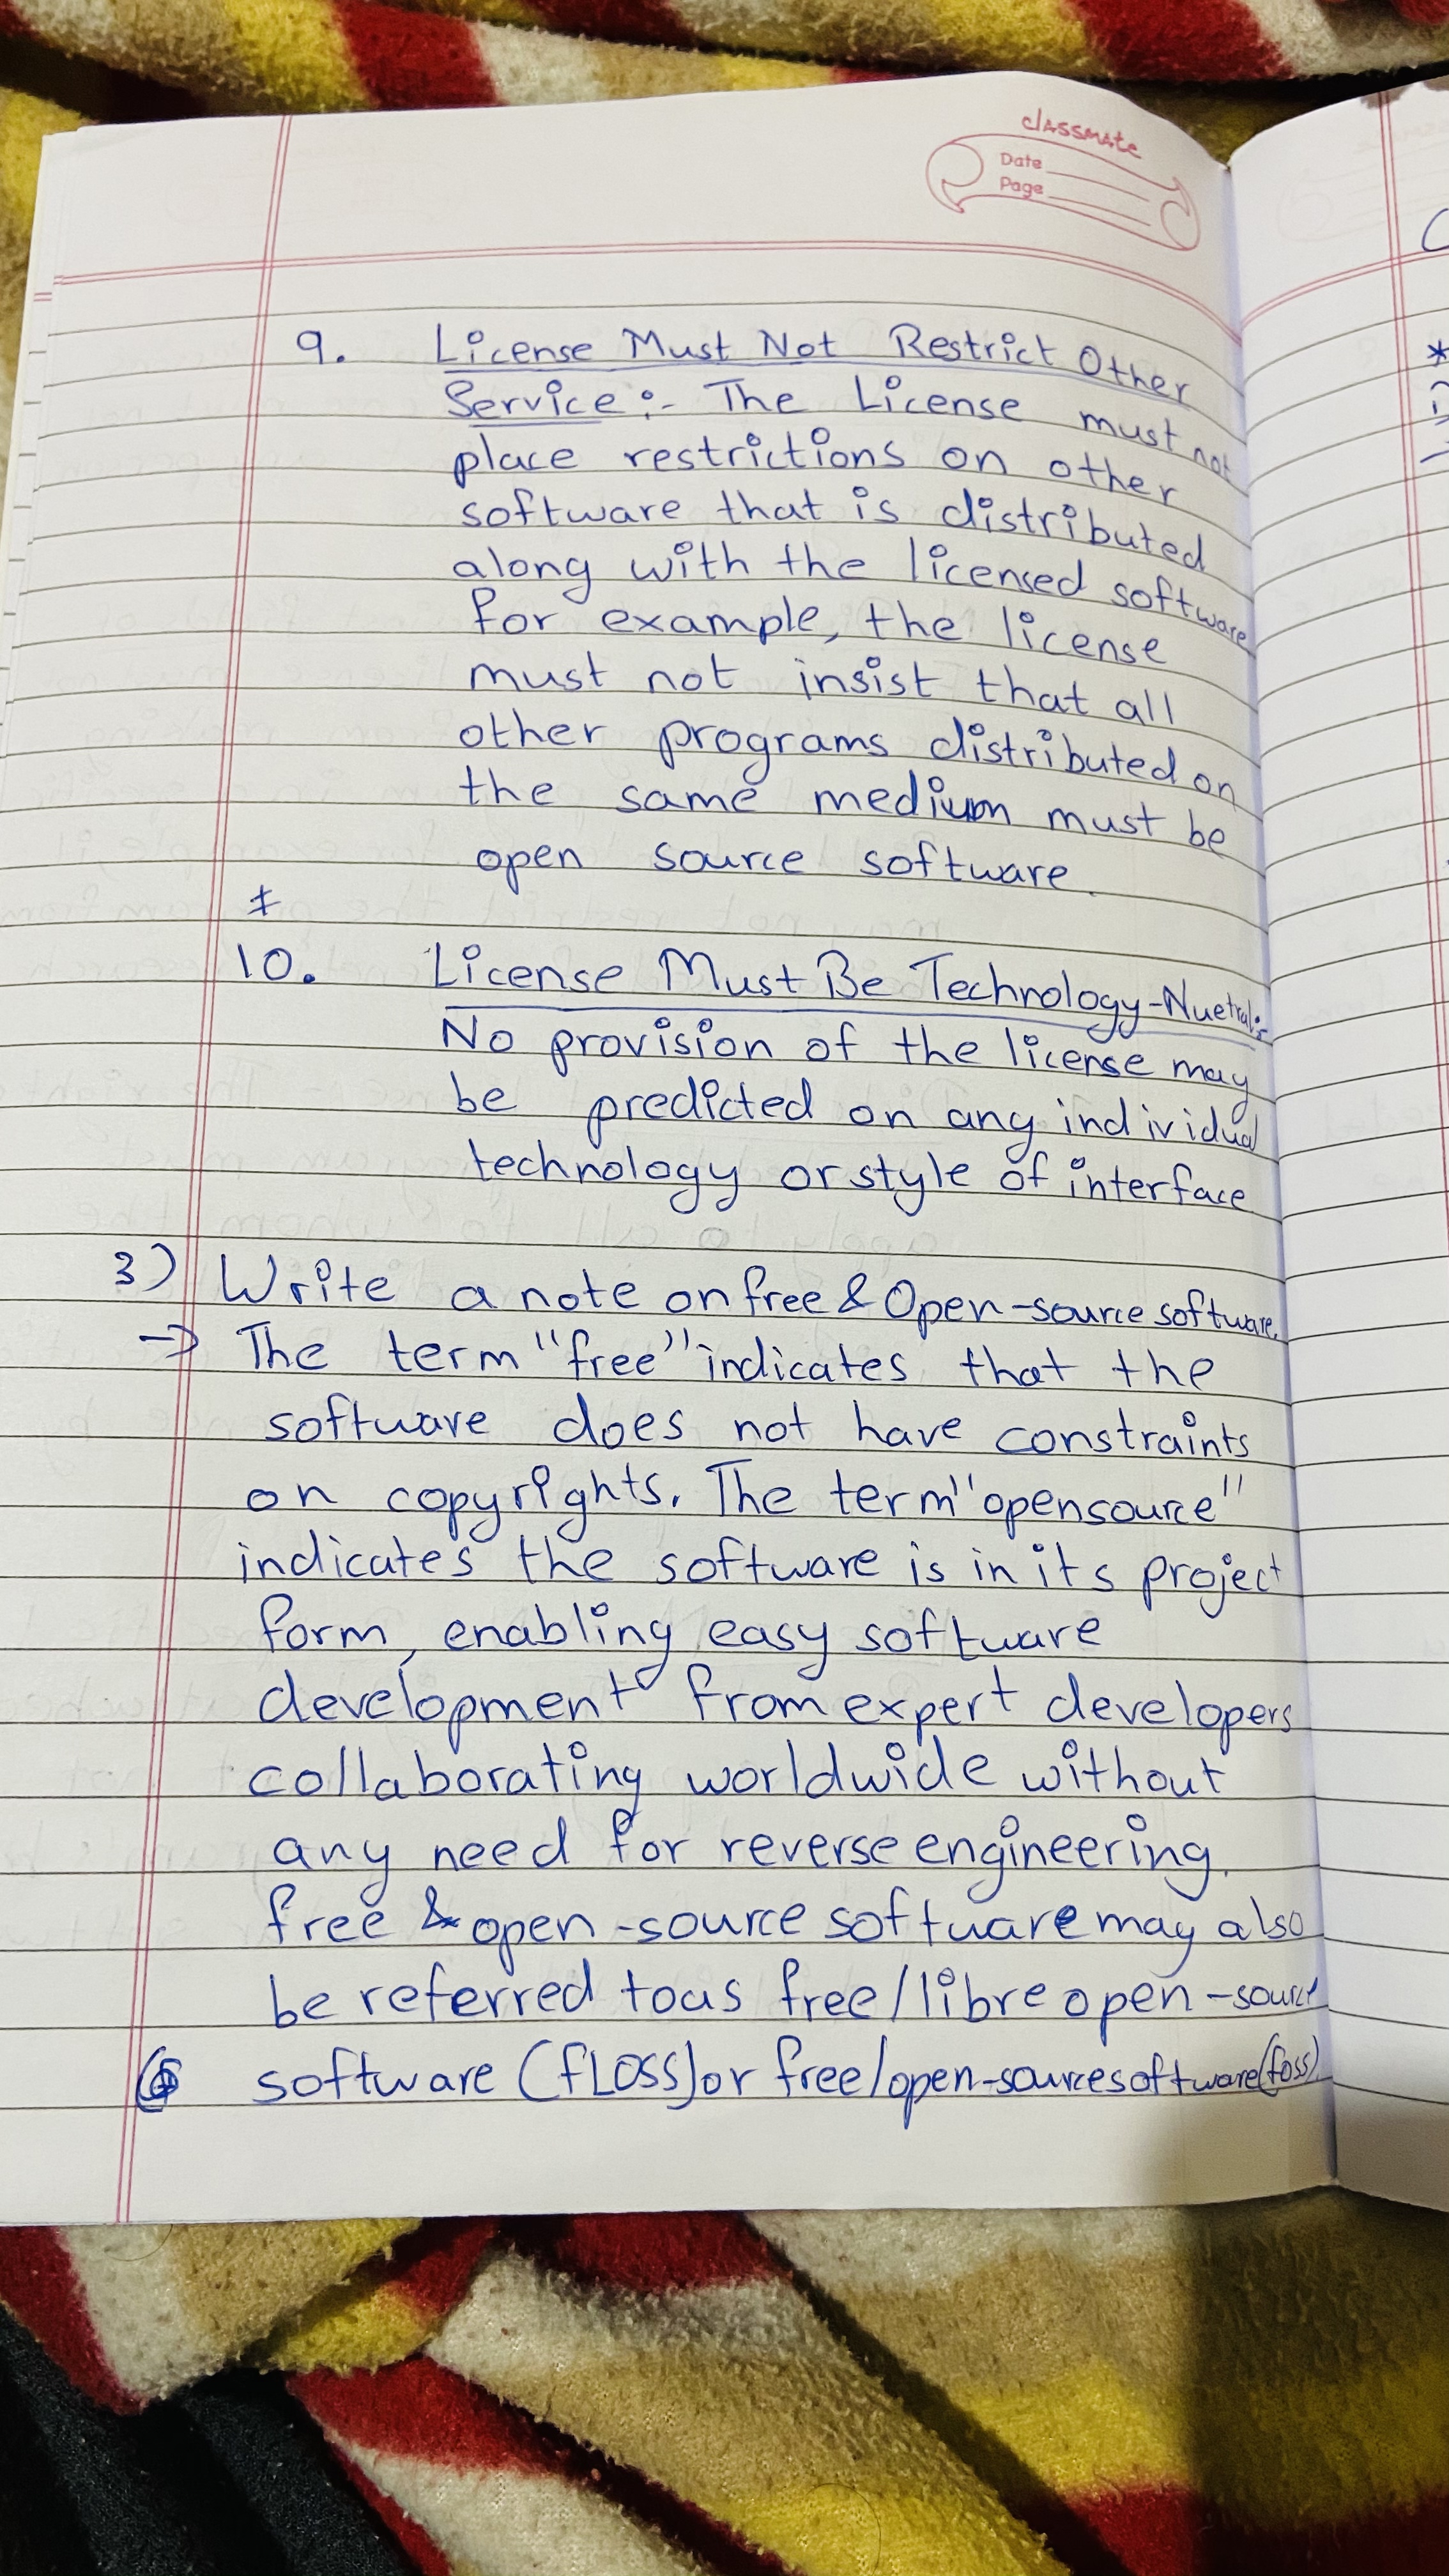 classmate
Date
Page
9. License Must Not Restrict Other
Service:- The License must not
place restrictions on other
software that is distributed
along with the licensed software
for example, the license
must not insist that all
other programs distributed on
the same medium must be
open source software.
10. License Must Be Technology-Nuetral:-
No provision of the license may
be predicted on any individual
technology or style of interface
3) Write a note on free & Open-source software.
→ The term "free" indicates that the
software does not have constraints
on copyrights. The term "opensource"
indicates the software is in its project
form, enabling easy software
development from expert developers
collaborating worldwide without
any need for reverse engineering.
free & open-source software may also
be referred to as free/libre open-source
software (fLOSS) or free/open-source software (foss).